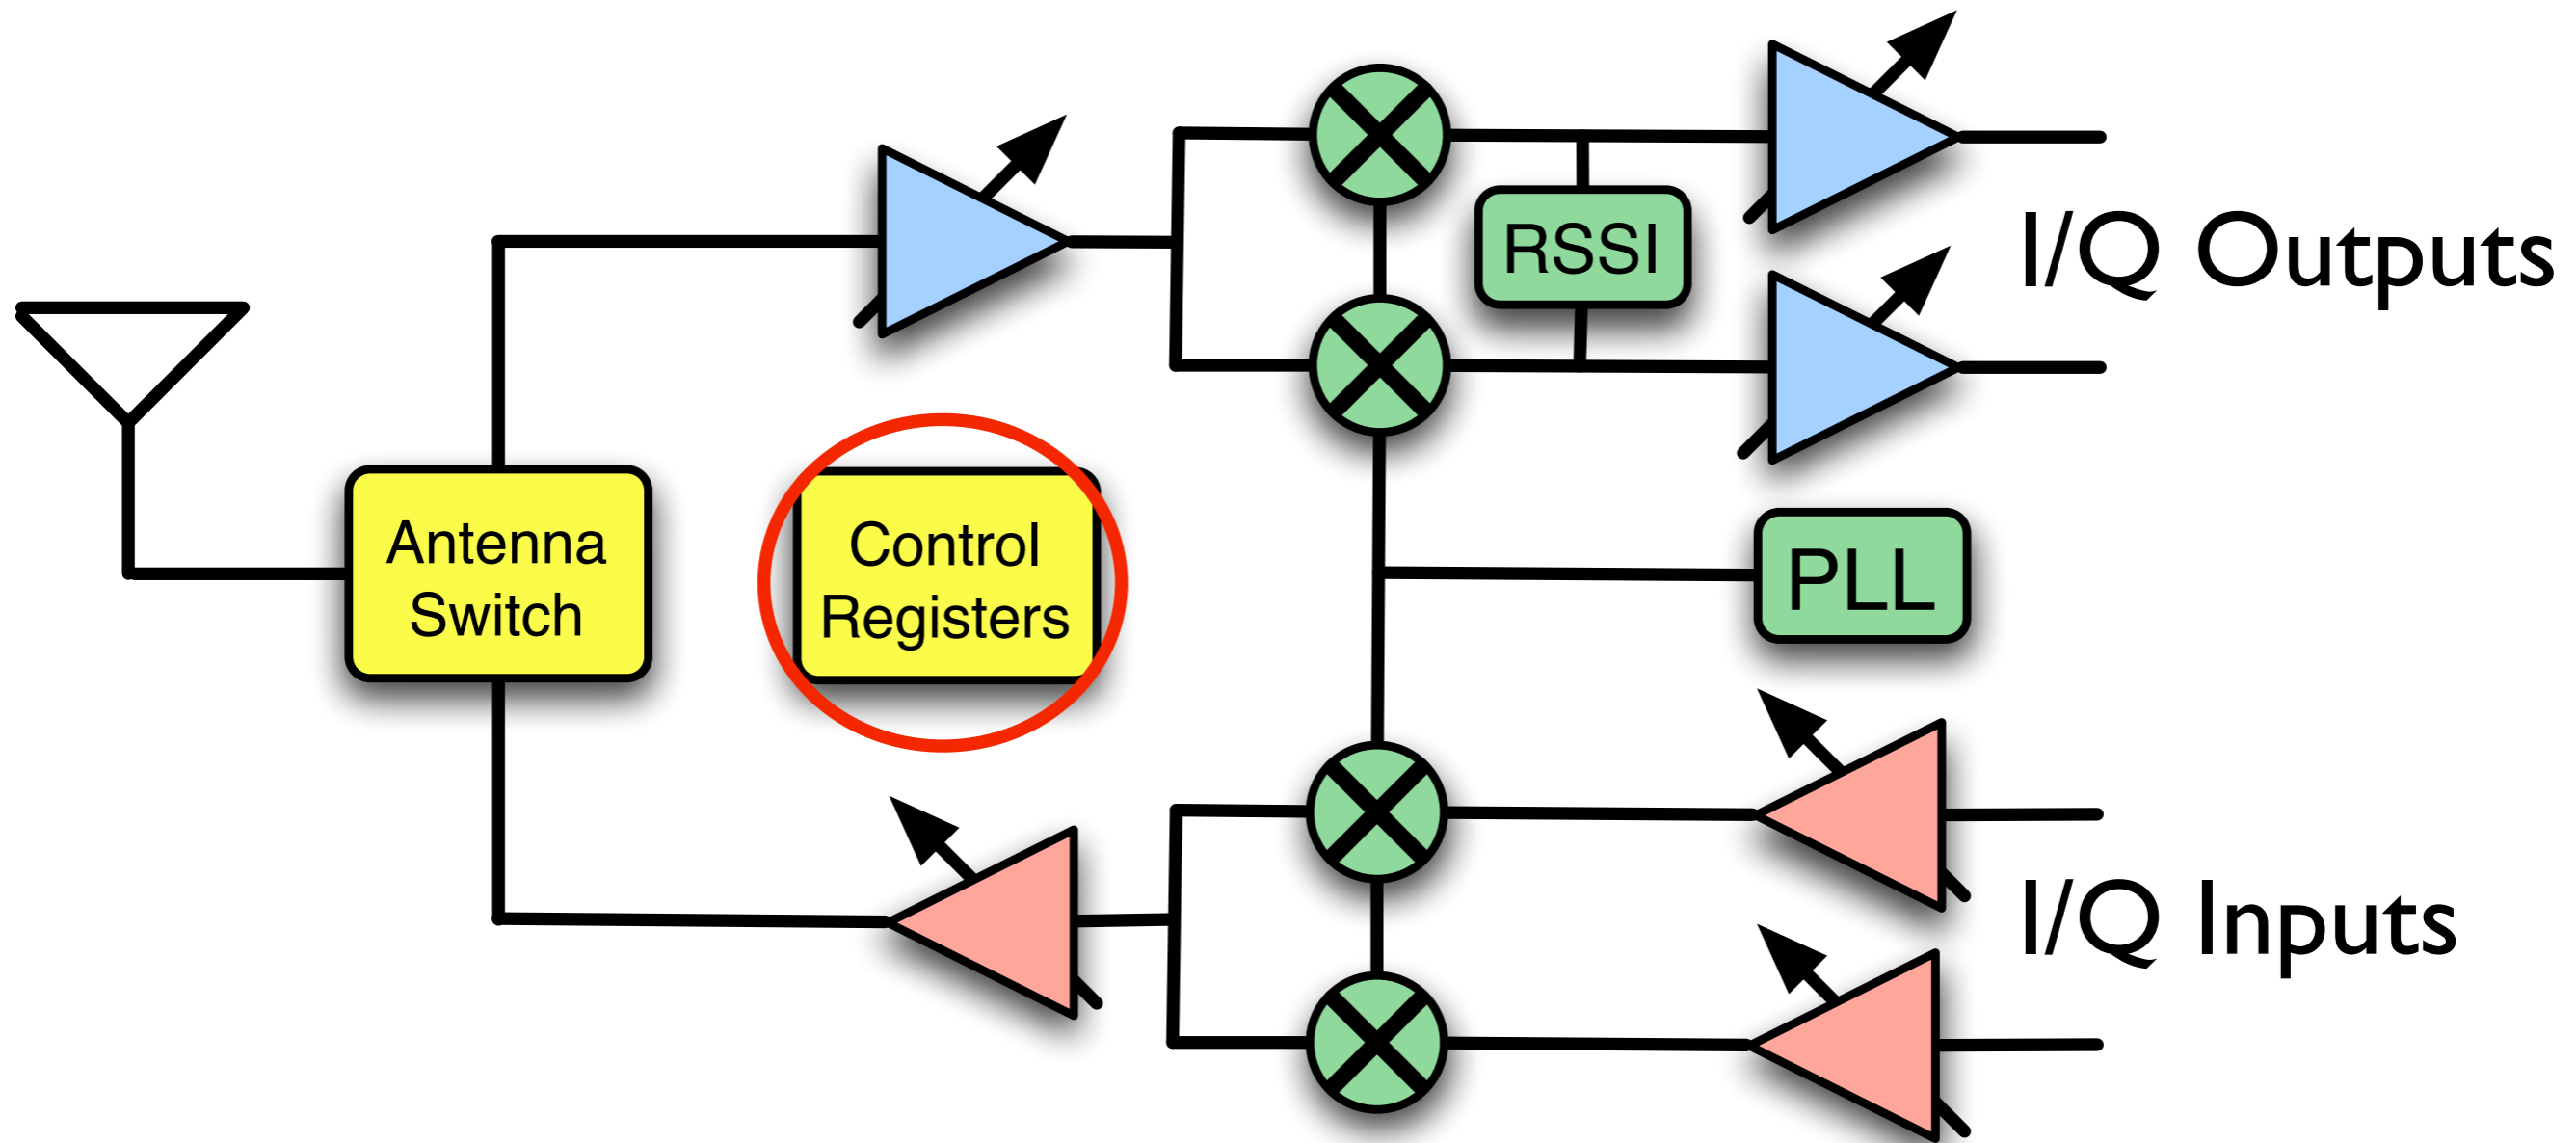 RSSI
I/Q Outputs
Antenna
Switch
Control
Registers
PLL
I/Q Inputs